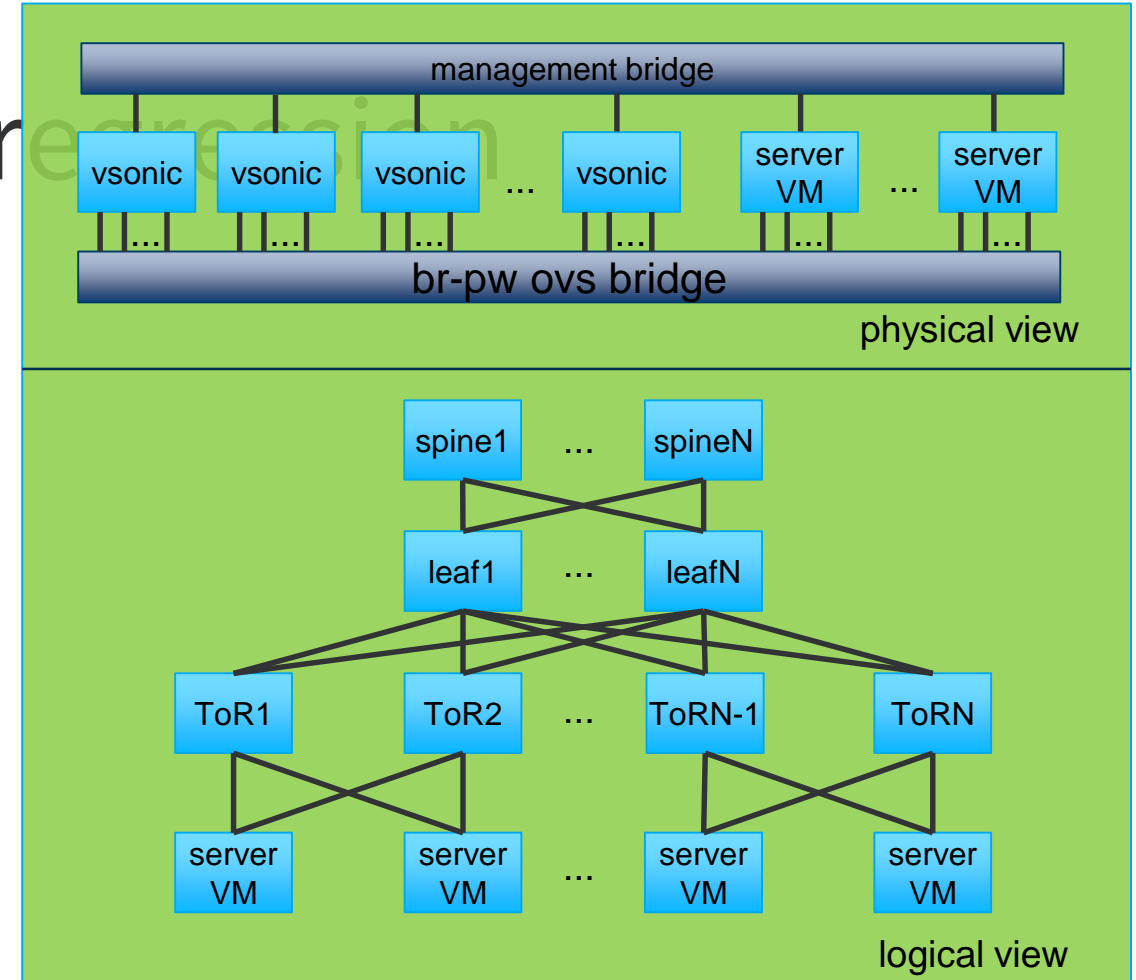 management bridge
regression
vsonic vsonic vsonic ... vsonic server VM ... server VM
... ... ... ... ... ...
br-pw ovs bridge
physical view
spine1 ... spineN
leaf1 ... leafN
ToR1 ToR2 ... ToRN-1 ToRN
server VM server VM ... server VM server VM
logical view